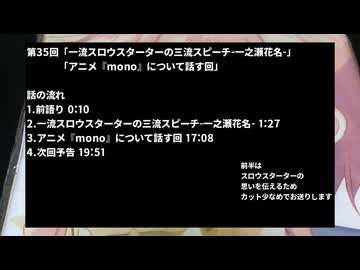 第35回「一流スロウスターターの三流スピーチ-一之瀬花名-」
「アニメ『mono』について話す回」
話の流れ
1.前語り 0:10
2.一流スロウスターターの三流スピーチ-一之瀬花名- 1:27
3.アニメ『mono』について話す回 17:08
4.次回予告 19:51
前半は
スロウスターターの
思いを伝えるため
カット少なめでお送りします